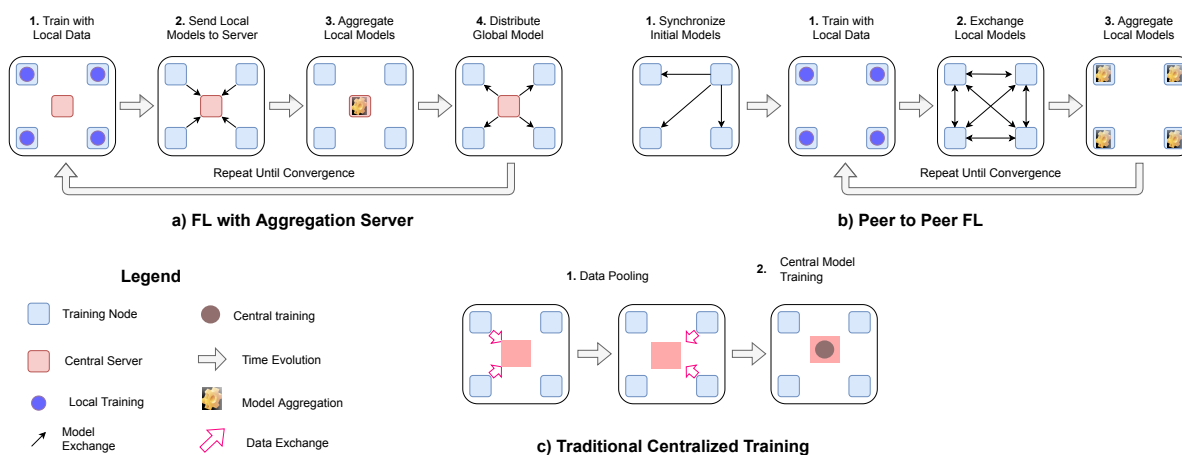 1. Train with
Local Data
2. Send Local
Models to Server
3. Aggregate
Local Models
4. Distribute
Global Model
Repeat Until Convergence
a) FL with Aggregation Server
1. Synchronize
Initial Models
1. Train with
Local Data
2. Exchange
Local Models
3. Aggregate
Local Models
Repeat Until Convergence
b) Peer to Peer FL
Legend
Training Node
Central Server
Local Training
Model
Exchange
Central training
Time Evolution
Model Aggregation
Data Exchange
1. Data Pooling
2. Central Model
Training
c) Traditional Centralized Training